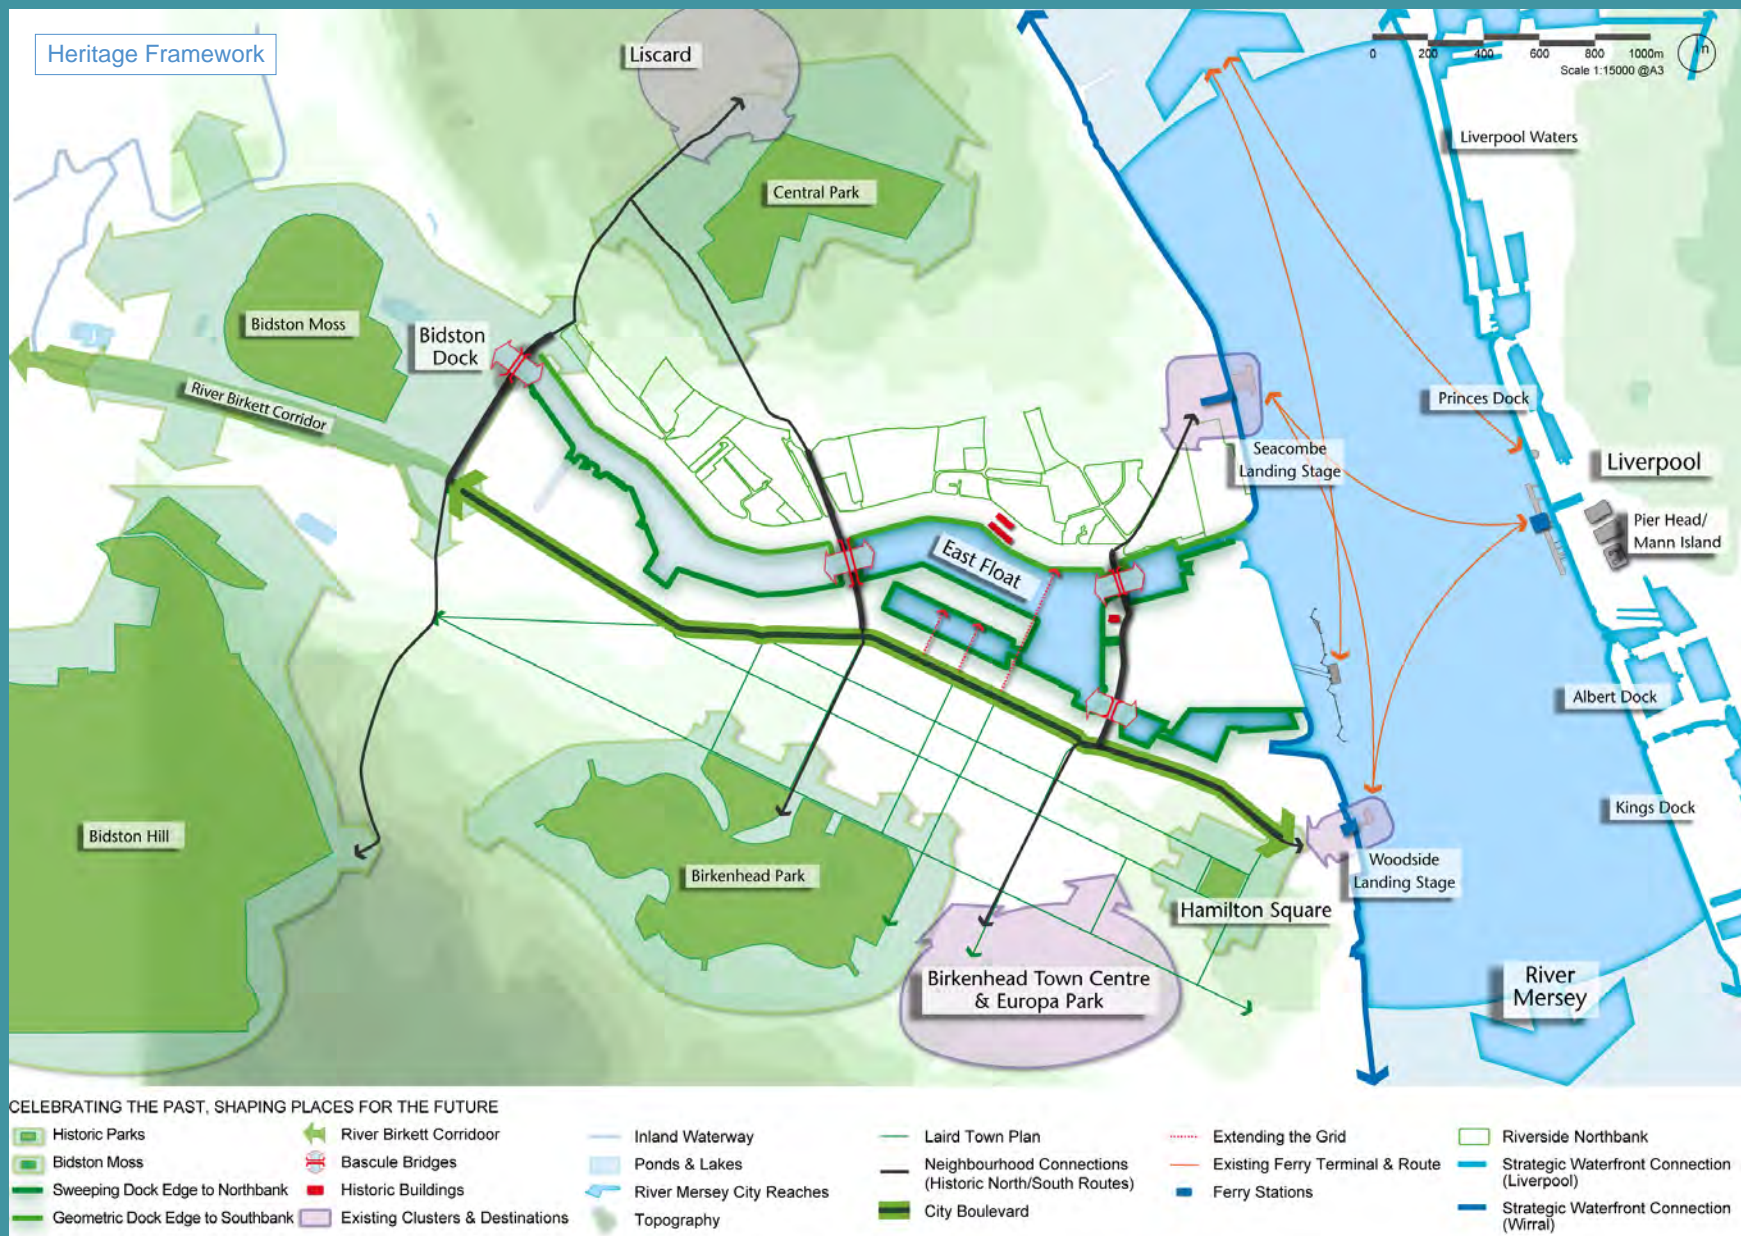 Heritage Framework
Liscard
0 200 400 600 800 1000m
Scale 1:15000 @A3
n
Liverpool Waters
Central Park
Bidston Moss
Bidston
Dock
River Birkett Corridor
Princes Dock
Seacombe
Landing Stage
Liverpool
Pier Head/
Mann Island
East Float
Albert Dock
Kings Dock
Bidston Hill
Birkenhead Park
Woodside
Landing Stage
Hamilton Square
Birkenhead Town Centre
& Europa Park
River
Mersey
CELEBRATING THE PAST, SHAPING PLACES FOR THE FUTURE
Historic Parks
Bidston Moss
Sweeping Dock Edge to Northbank
Geometric Dock Edge to Southbank
River Birkett Corridoor
Bascule Bridges
Historic Buildings
Existing Clusters & Destinations
Inland Waterway
Ponds & Lakes
River Mersey City Reaches
Topography
Laird Town Plan
Neighbourhood Connections
(Historic North/South Routes)
City Boulevard
Extending the Grid
Existing Ferry Terminal & Route
Ferry Stations
Riverside Northbank
Strategic Waterfront Connection
(Liverpool)
Strategic Waterfront Connection
(Wirral)